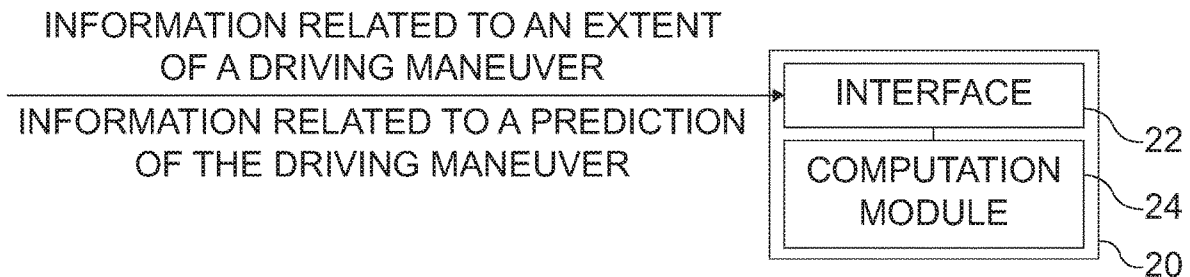 INFORMATION RELATED TO AN EXTENT
OF A DRIVING MANEUVER
INFORMATION RELATED TO A PREDICTION
OF THE DRIVING MANEUVER
INTERFACE
22
COMPUTATION
MODULE
24
20